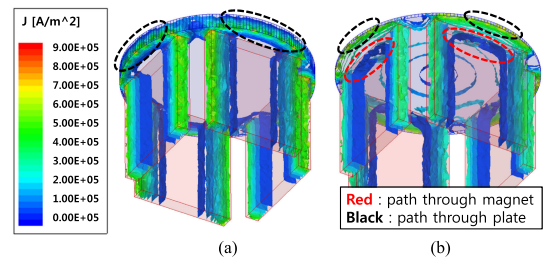 J [A/m^2]
9.00E+05
8.00E+05
7.00E+05
6.00E+05
5.00E+05
4.00E+05
3.00E+05
2.00E+05
1.00E+05
0.00E+05
Red : path through magnet
Black : path through plate
(a)
(b)